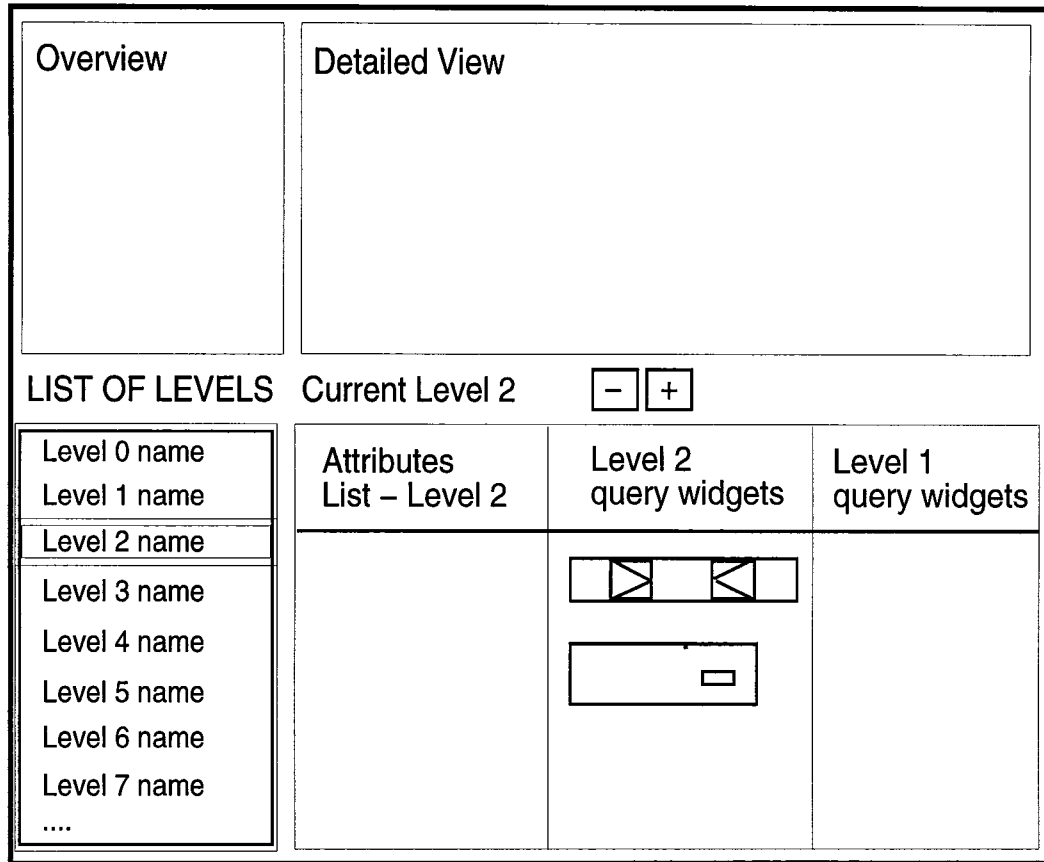 Overview
Detailed View
LIST OF LEVELS
Current Level 2
- +
Level 0 name
Level 1 name
Level 2 name
Level 3 name
Level 4 name
Level 5 name
Level 6 name
Level 7 name
....
Attributes
List – Level 2
Level 2
query widgets
Level 1
query widgets